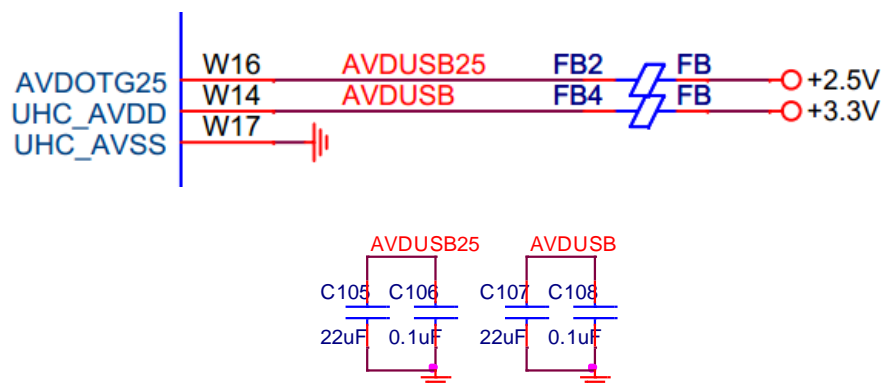 W16 AVDUSB25 FB2 FB
AVDOTG25 +2.5V
W14 AVDUSB FB4 FB
UHC_AVDD +3.3V
W17
UHC_AVSS
AVDUSB25 AVDUSB
C105 C106 C107 C108
22uF 0.1uF 22uF 0.1uF